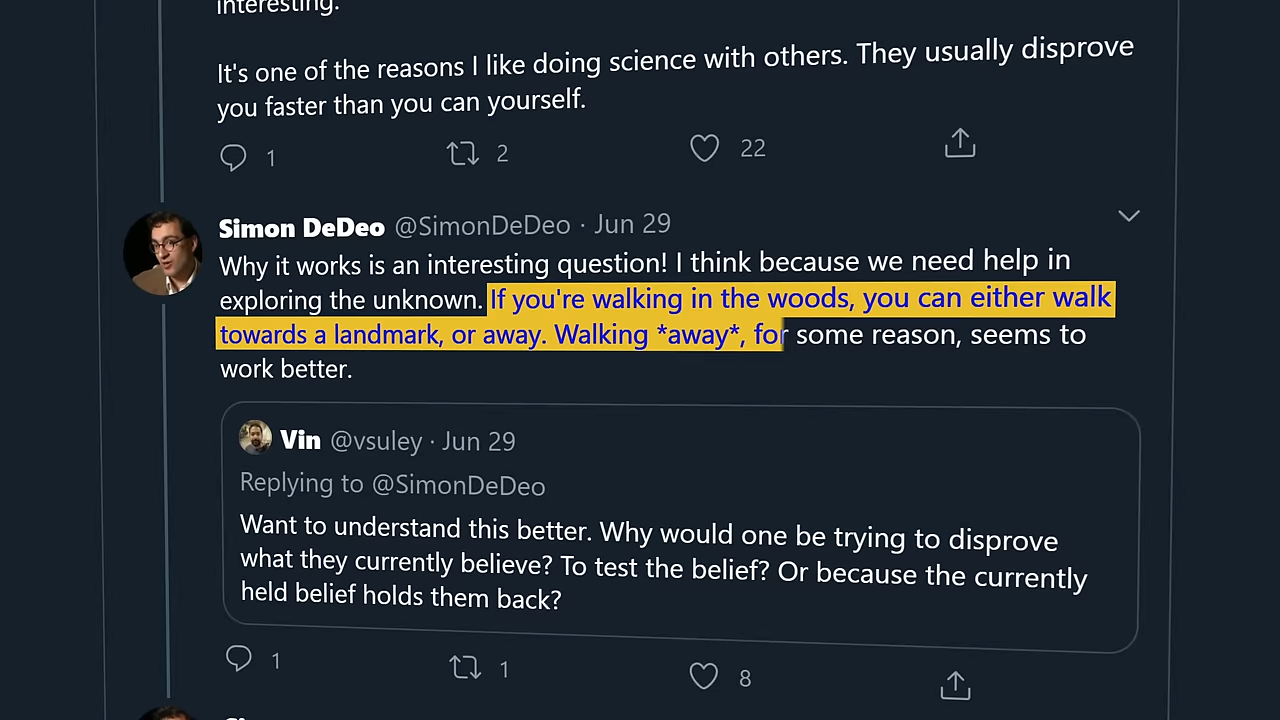 interesting.
It's one of the reasons I like doing science with others. They usually disprove
you faster than you can yourself.
1 2 22
Simon DeDeo @SimonDeDeo · Jun 29
Why it works is an interesting question! I think because we need help in
exploring the unknown. If you're walking in the woods, you can either walk
towards a landmark, or away. Walking *away*, for some reason, seems to
work better.
Vin @vsuley · Jun 29
Replying to @SimonDeDeo
Want to understand this better. Why would one be trying to disprove
what they currently believe? To test the belief? Or because the currently
held belief holds them back?
1 1 8